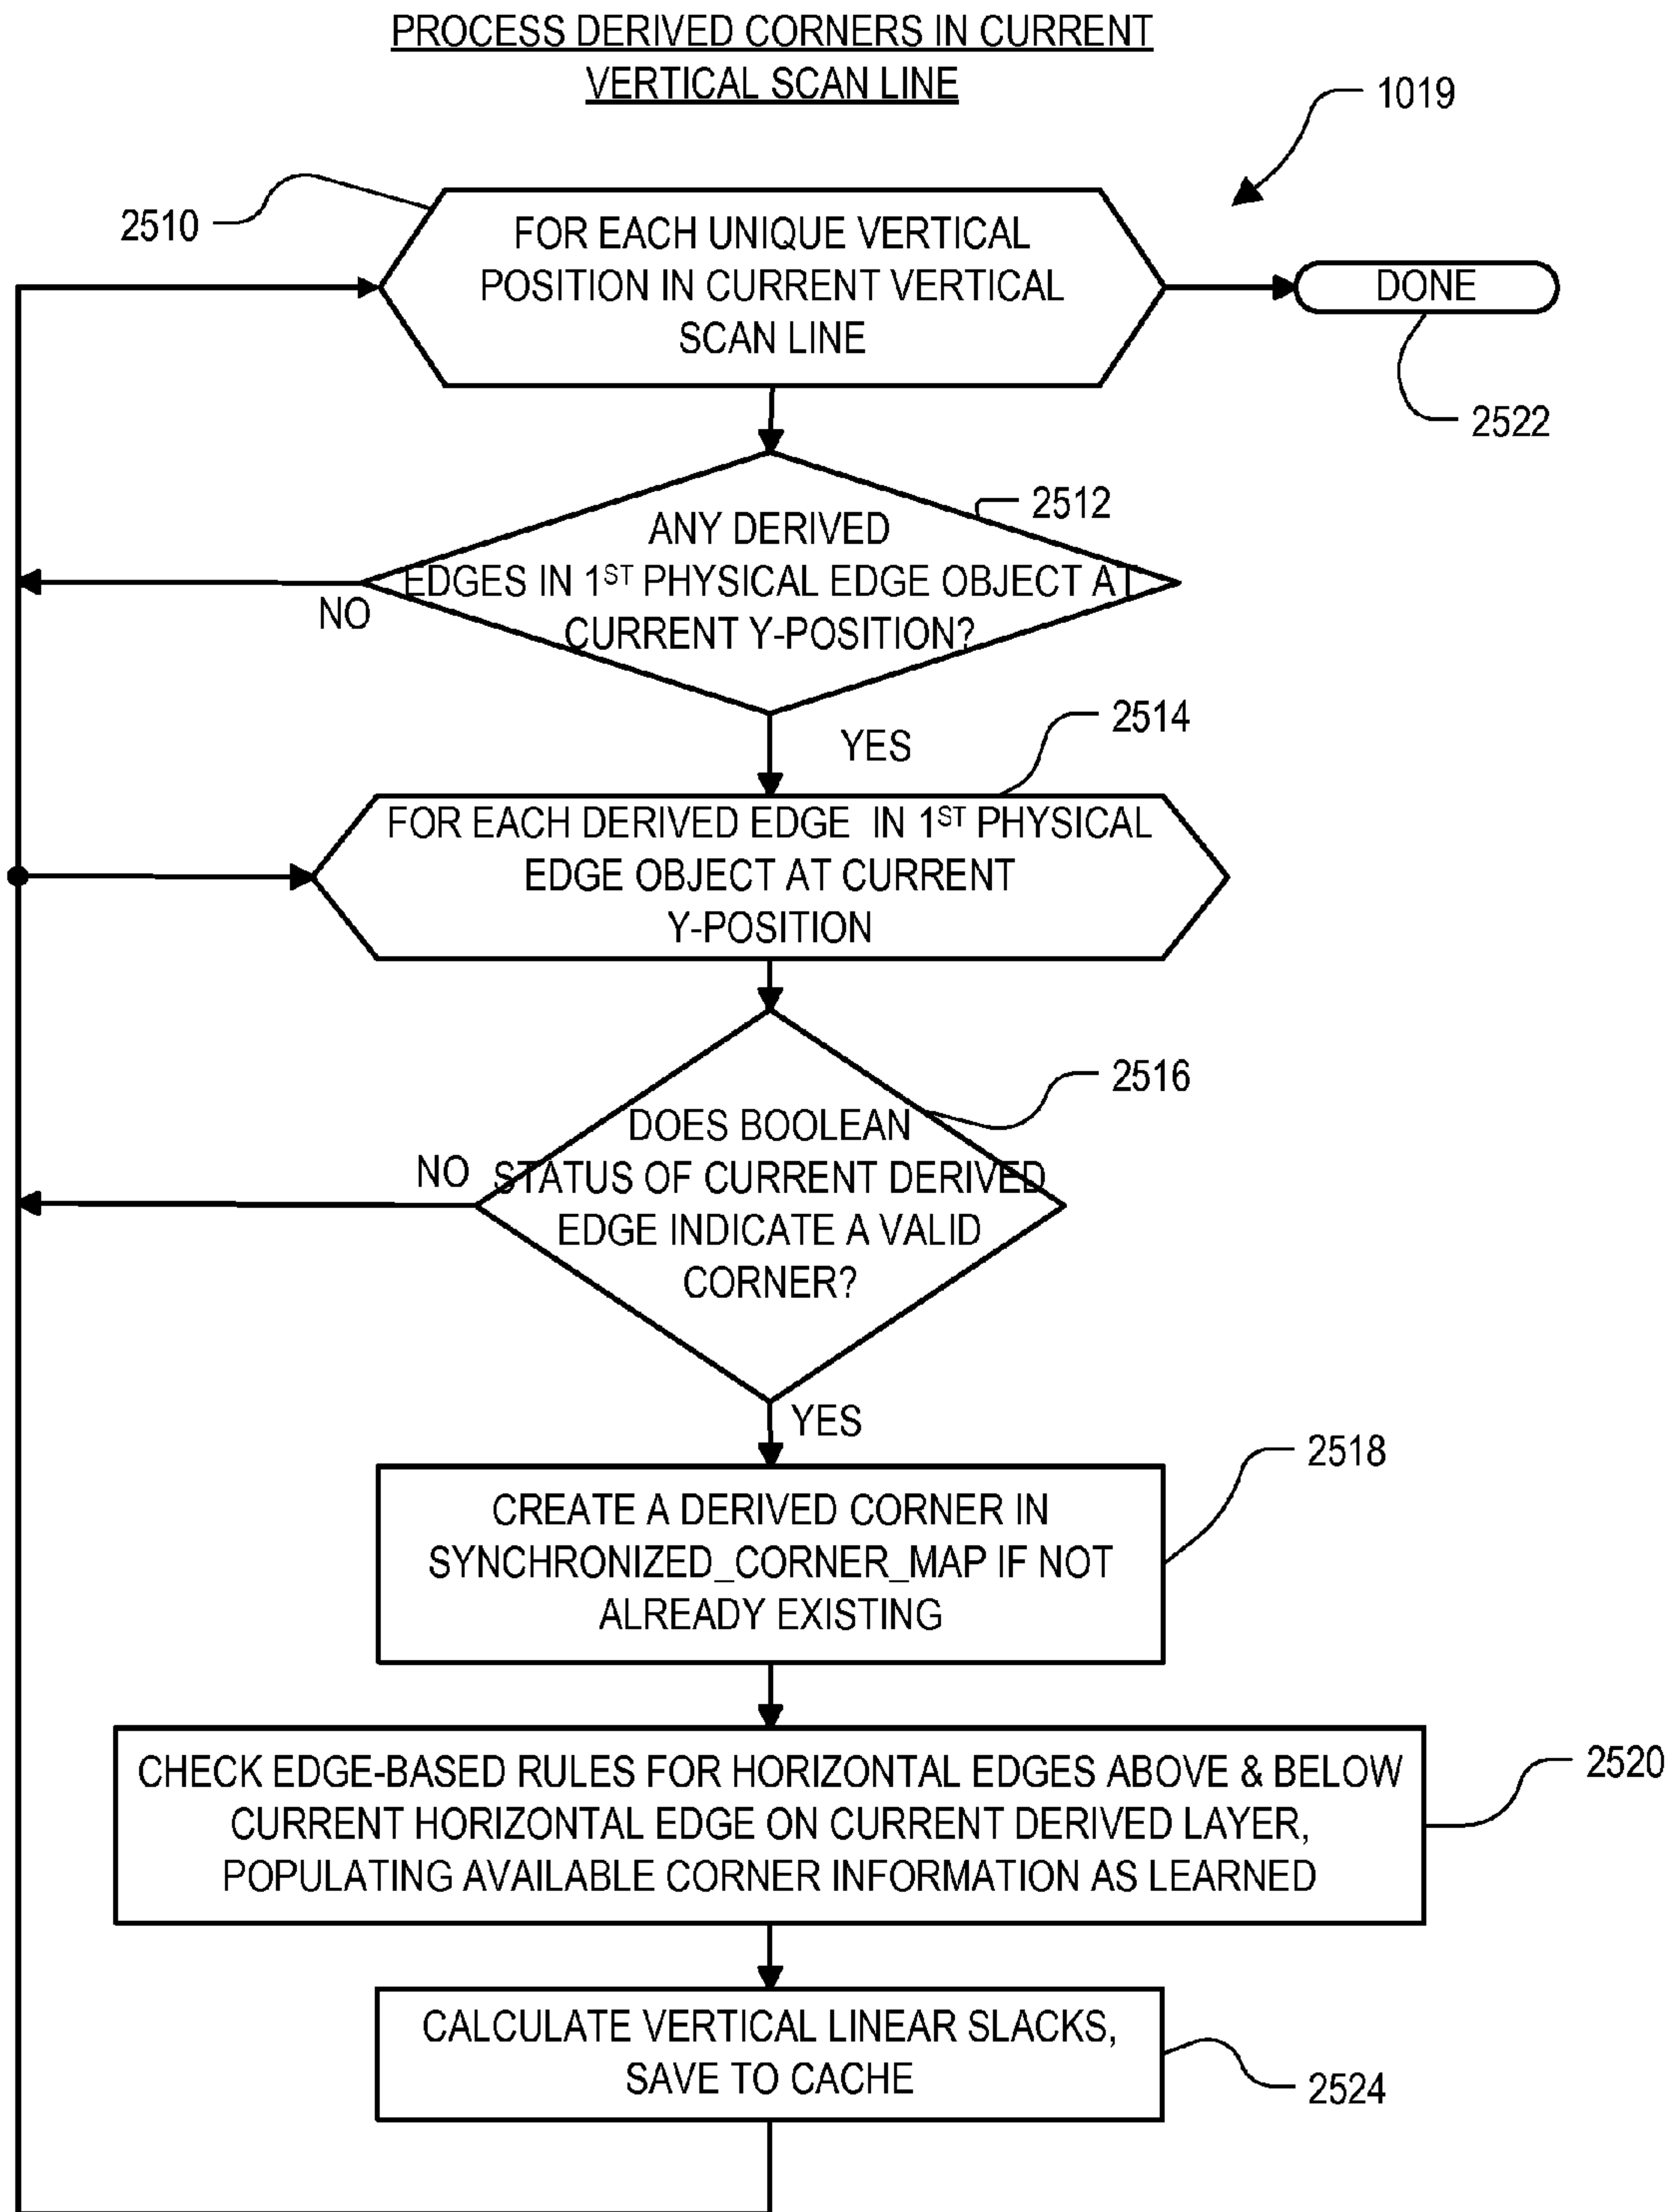 PROCESS DERIVED CORNERS IN CURRENT
VERTICAL SCAN LINE
1019
2510
FOR EACH UNIQUE VERTICAL
POSITION IN CURRENT VERTICAL
SCAN LINE
DONE
2522
2512
ANY DERIVED
EDGES IN 1ST PHYSICAL EDGE OBJECT AT
CURRENT Y-POSITION?
NO
YES
2514
FOR EACH DERIVED EDGE IN 1ST PHYSICAL
EDGE OBJECT AT CURRENT
Y-POSITION
2516
DOES BOOLEAN
STATUS OF CURRENT DERIVED
EDGE INDICATE A VALID
CORNER?
NO
YES
2518
CREATE A DERIVED CORNER IN
SYNCHRONIZED_CORNER_MAP IF NOT
ALREADY EXISTING
2520
CHECK EDGE-BASED RULES FOR HORIZONTAL EDGES ABOVE & BELOW
CURRENT HORIZONTAL EDGE ON CURRENT DERIVED LAYER,
POPULATING AVAILABLE CORNER INFORMATION AS LEARNED
CALCULATE VERTICAL LINEAR SLACKS,
SAVE TO CACHE
2524